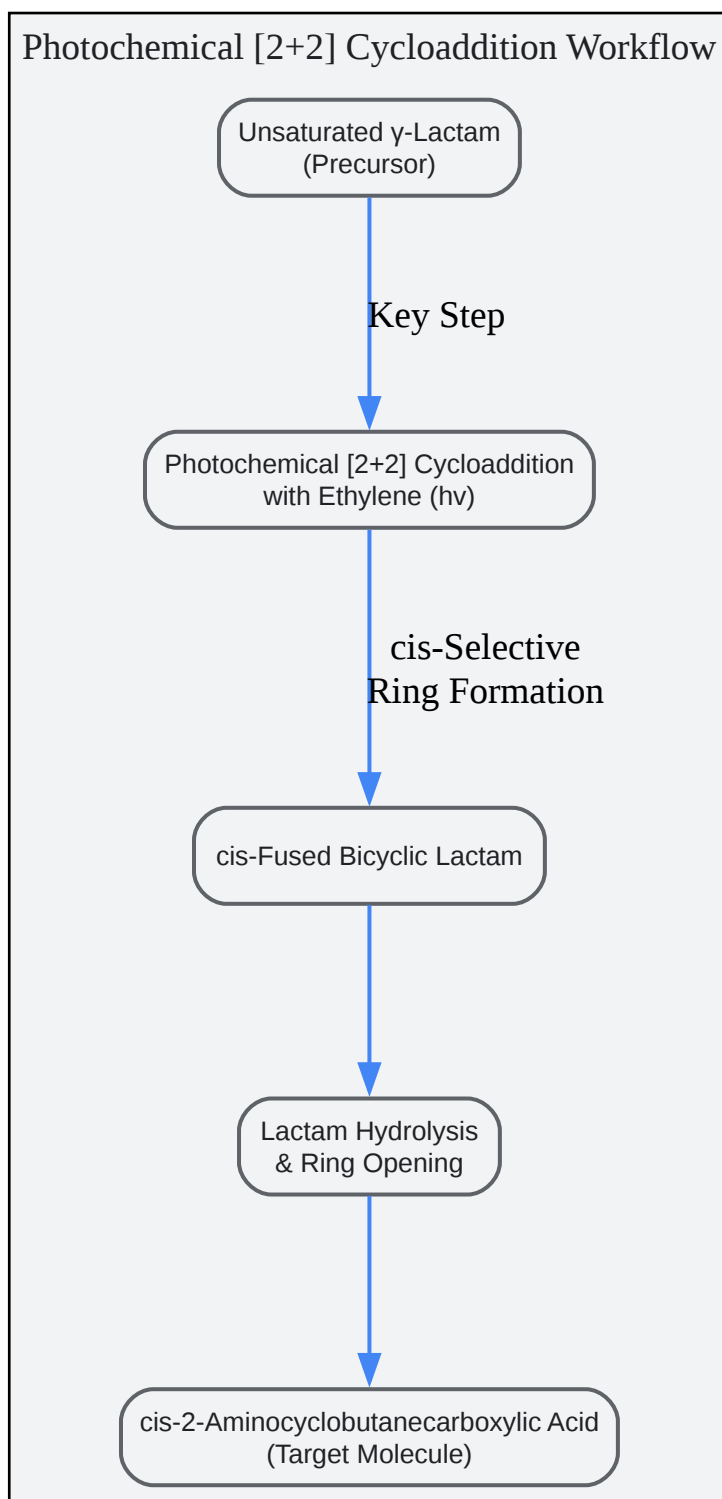 Photochemical [2+2] Cycloaddition Workflow
Unsaturated γ-Lactam
(Precursor)
Key Step
Photochemical [2+2] Cycloaddition
with Ethylene (hv)
cis-Selective
Ring Formation
cis-Fused Bicyclic Lactam
Lactam Hydrolysis
& Ring Opening
cis-2-Aminocyclobutanecarboxylic Acid
(Target Molecule)